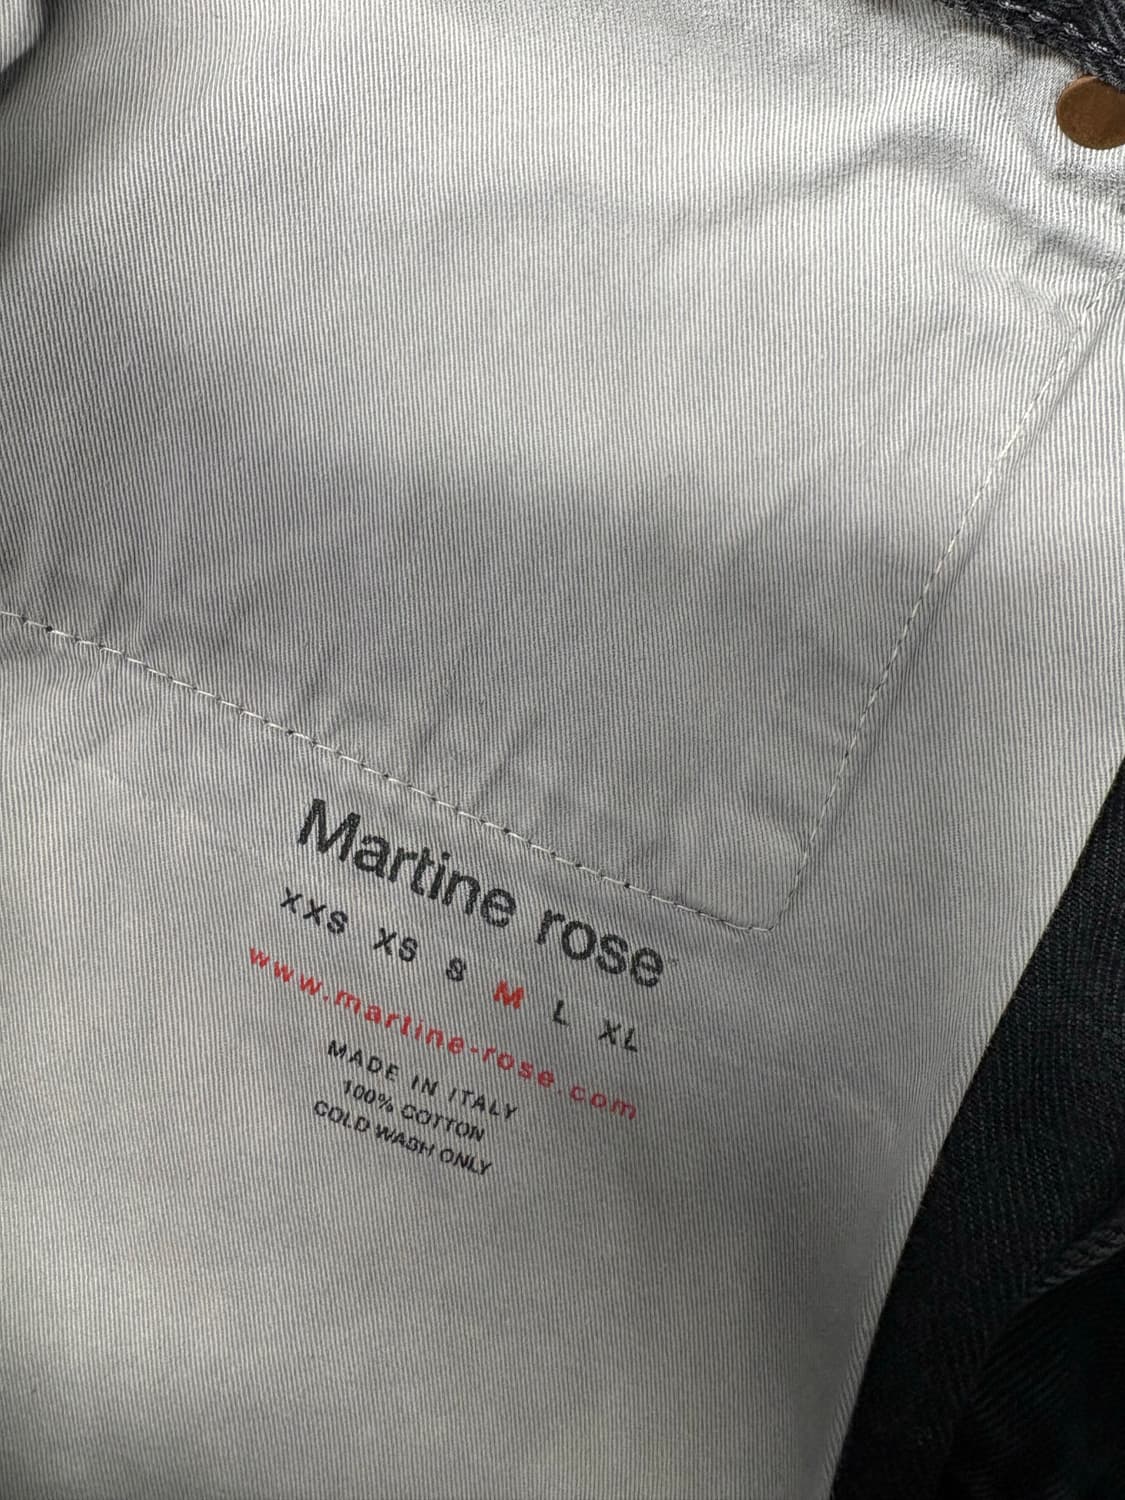 Martine rose
XXS XS S M L XL
www.martine-rose.com
MADE IN ITALY
100% COTTON
COLD WASH ONLY